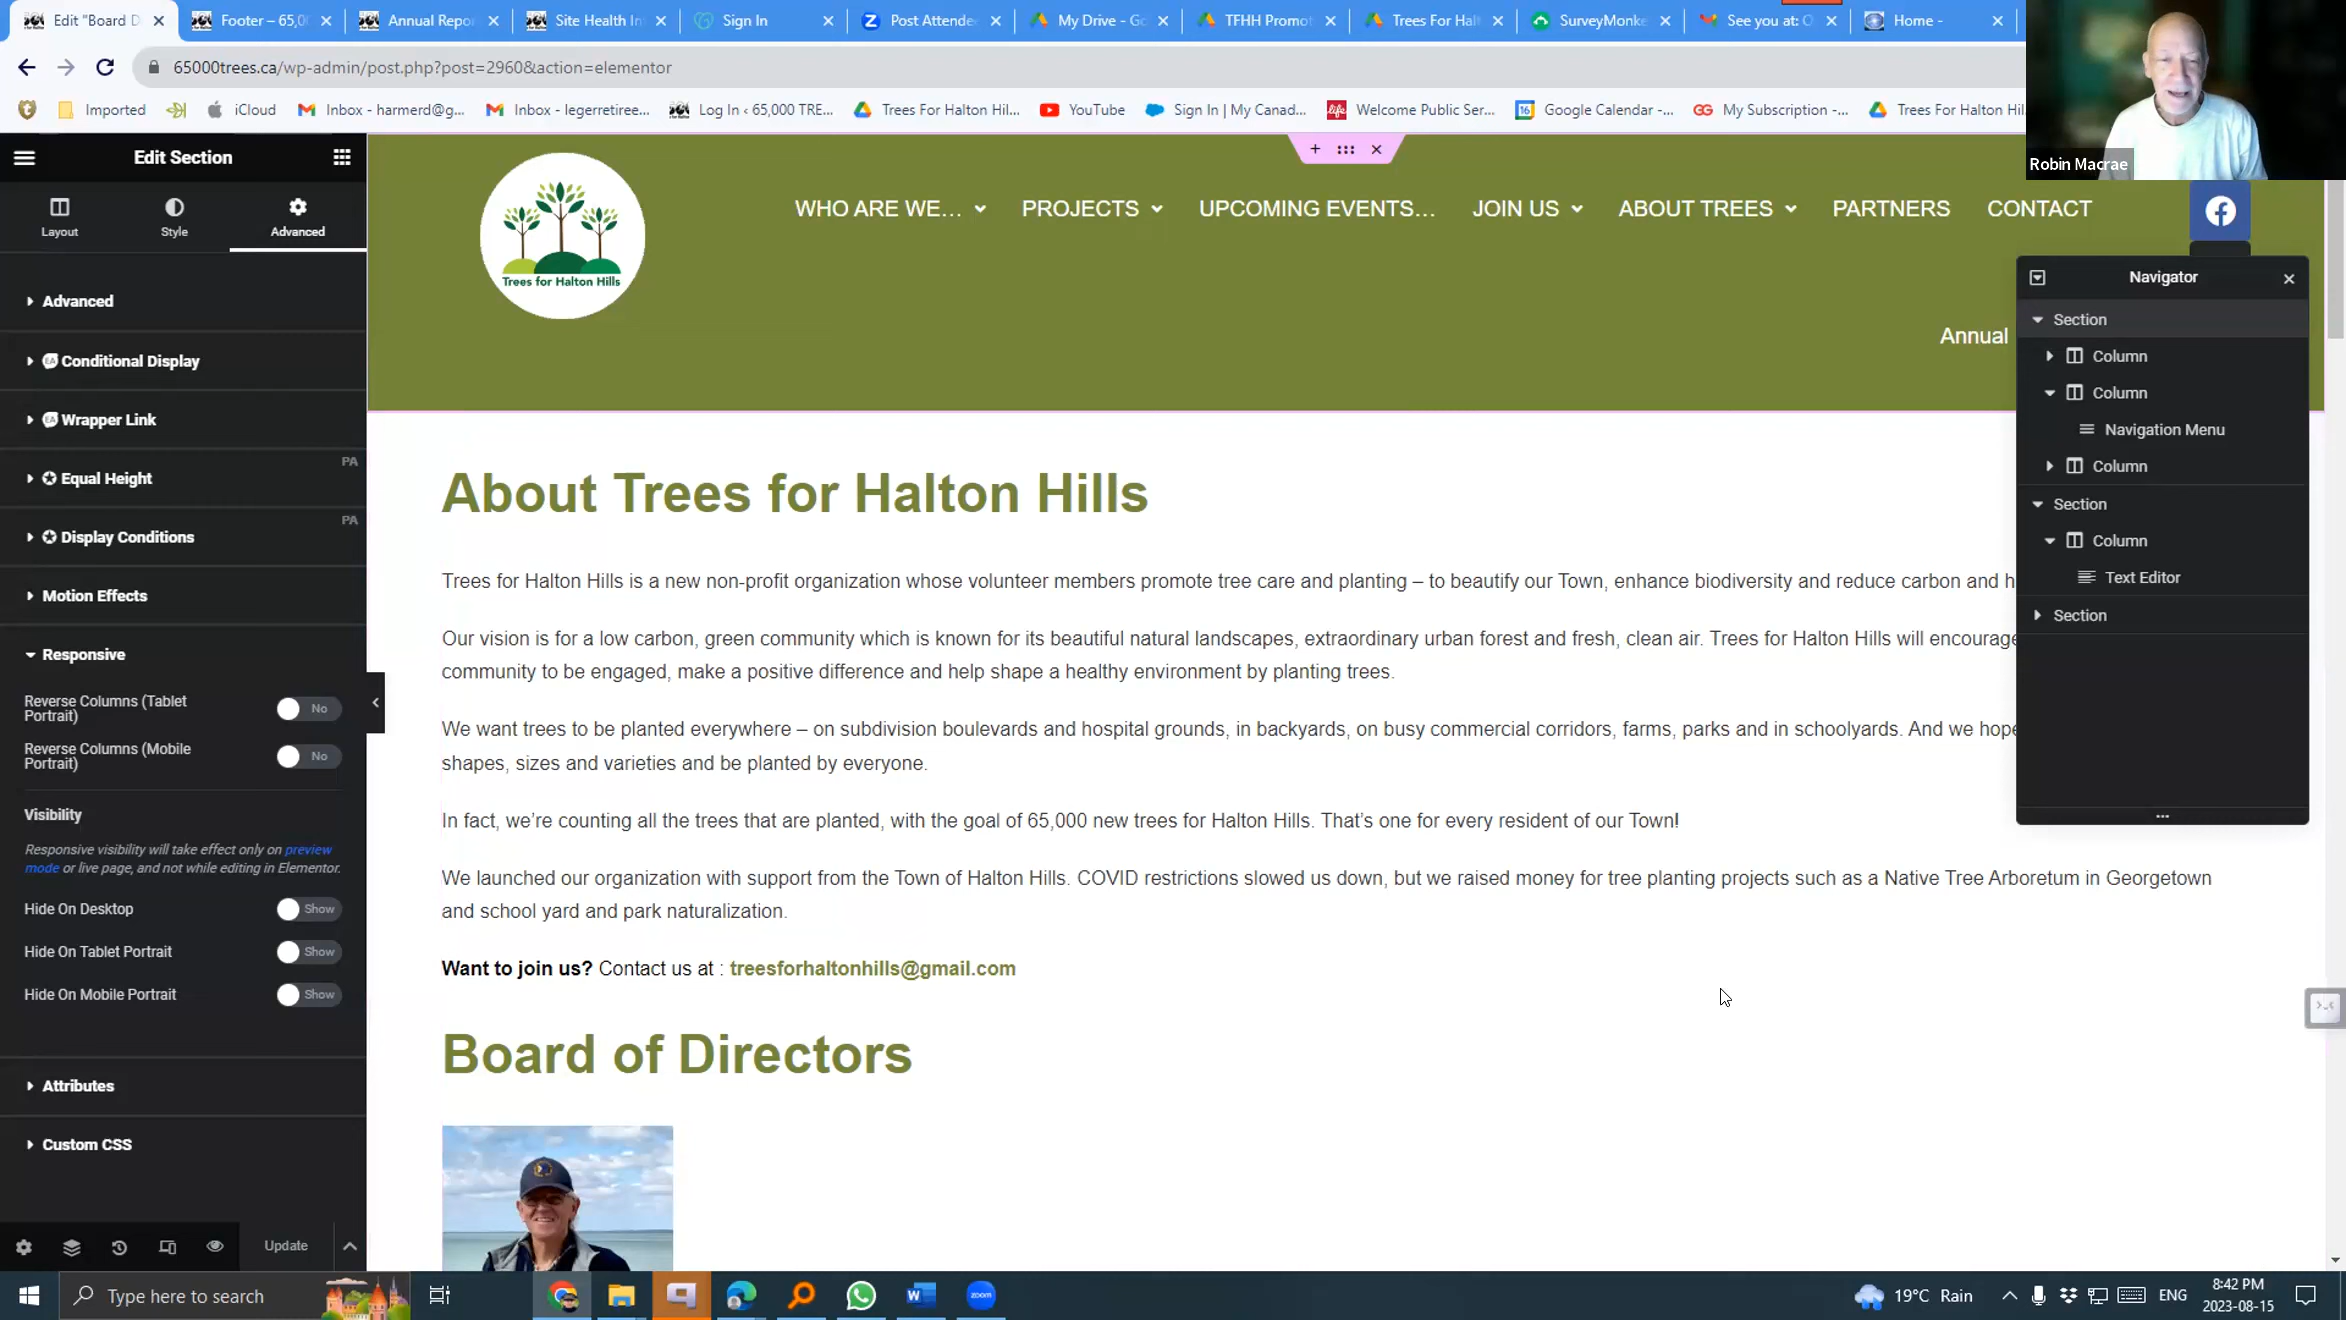 Edit "Board D
Footer – 65,0
Annual Repo
Site Health In
Sign In
Post Attende
My Drive - Go
TFHH Promo
Trees For Halt
SurveyMonke
See you at: O
Home -
65000trees.ca/wp-admin/post.php?post=2960&action=elementor
Imported
iCloud
Inbox - harmerd@g...
Inbox - legerretiree...
Log In ‹ 65,000 TRE...
Trees For Halton Hil...
YouTube
Sign In | My Canad...
Welcome Public Ser...
Google Calendar -...
My Subscription -...
Trees For Halton Hil
Robin Macrae
Edit Section
Layout
Style
Advanced
Advanced
Conditional Display
Wrapper Link
PA
Equal Height
PA
Display Conditions
Motion Effects
Responsive
Reverse Columns (Tablet
Portrait)
No
Reverse Columns (Mobile
Portrait)
No
Visibility
Responsive visibility will take effect only on preview
mode or live page, and not while editing in Elementor.
Hide On Desktop
Show
Hide On Tablet Portrait
Show
Hide On Mobile Portrait
Show
Attributes
Custom CSS
Update
Trees for Halton Hills
WHO ARE WE...
PROJECTS
UPCOMING EVENTS...
JOIN US
ABOUT TREES
PARTNERS
CONTACT
Annual
Navigator
Section
Column
Column
Navigation Menu
Column
Section
Column
Text Editor
Section
About Trees for Halton Hills
Trees for Halton Hills is a new non-profit organization whose volunteer members promote tree care and planting – to beautify our Town, enhance biodiversity and reduce carbon and h
Our vision is for a low carbon, green community which is known for its beautiful natural landscapes, extraordinary urban forest and fresh, clean air. Trees for Halton Hills will encourage
community to be engaged, make a positive difference and help shape a healthy environment by planting trees.
We want trees to be planted everywhere – on subdivision boulevards and hospital grounds, in backyards, on busy commercial corridors, farms, parks and in schoolyards. And we hope
shapes, sizes and varieties and be planted by everyone.
In fact, we're counting all the trees that are planted, with the goal of 65,000 new trees for Halton Hills. That's one for every resident of our Town!
We launched our organization with support from the Town of Halton Hills. COVID restrictions slowed us down, but we raised money for tree planting projects such as a Native Tree Arboretum in Georgetown
and school yard and park naturalization.
Want to join us? Contact us at : treesforhaltonhills@gmail.com
Board of Directors
Type here to search
zoom
19°C Rain
ENG
8:42 PM
2023-08-15